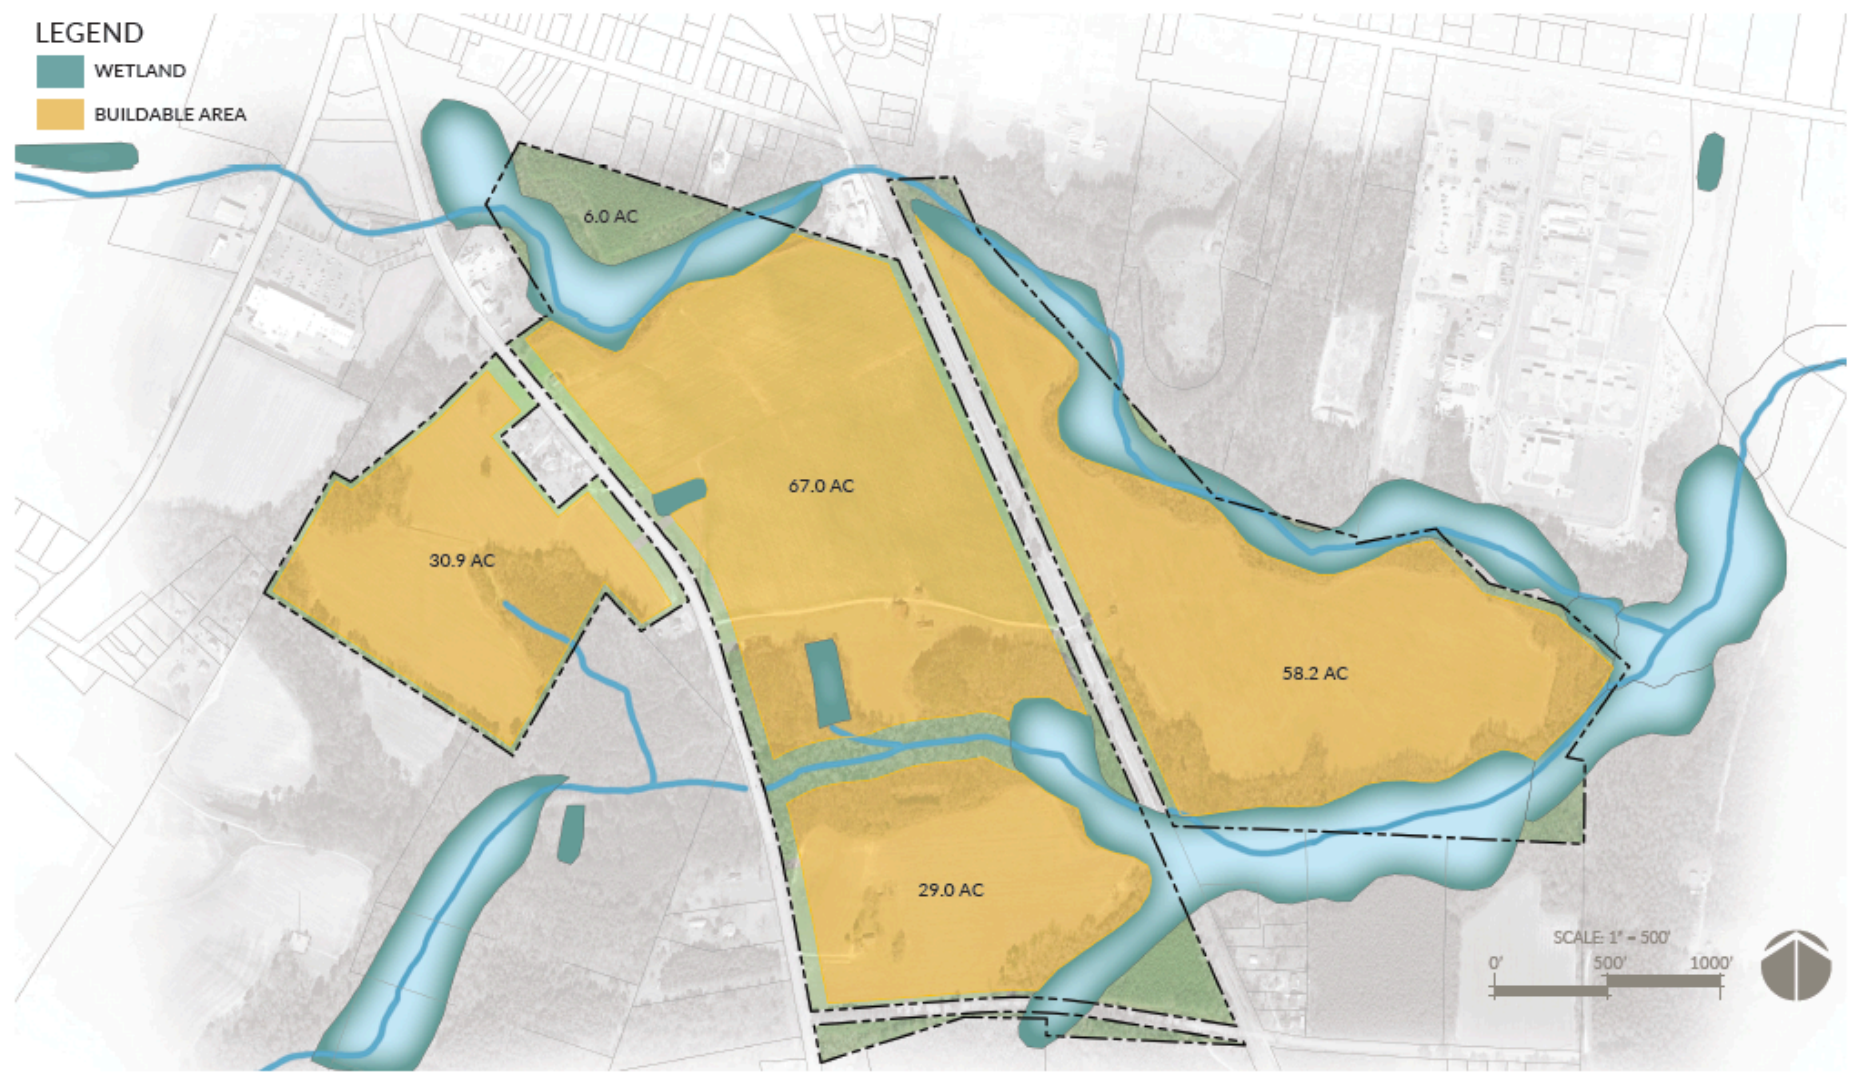 LEGEND
WETLAND
BUILDABLE AREA
6.0 AC
67.0 AC
30.9 AC
58.2 AC
29.0 AC
SCALE: 1" = 500'
0' 500' 1000'